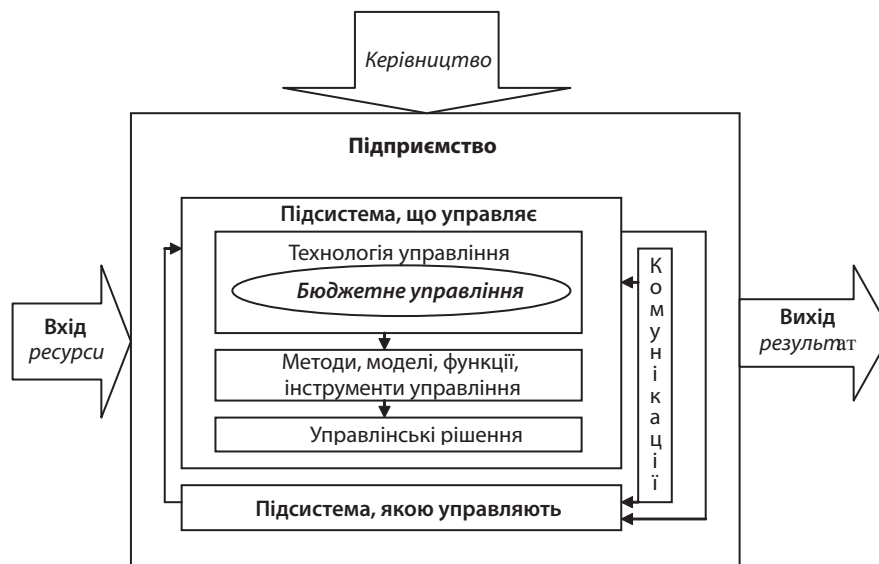 Керівництво
Підприємство
Підсистема, що управляє
Технологія управління
Бюджетне управління
Методи, моделі, функції,
інструменти управління
Управлінські рішення
Комунікації
Підсистема, якою управляють
Вхід
ресурси
Вихід
результат